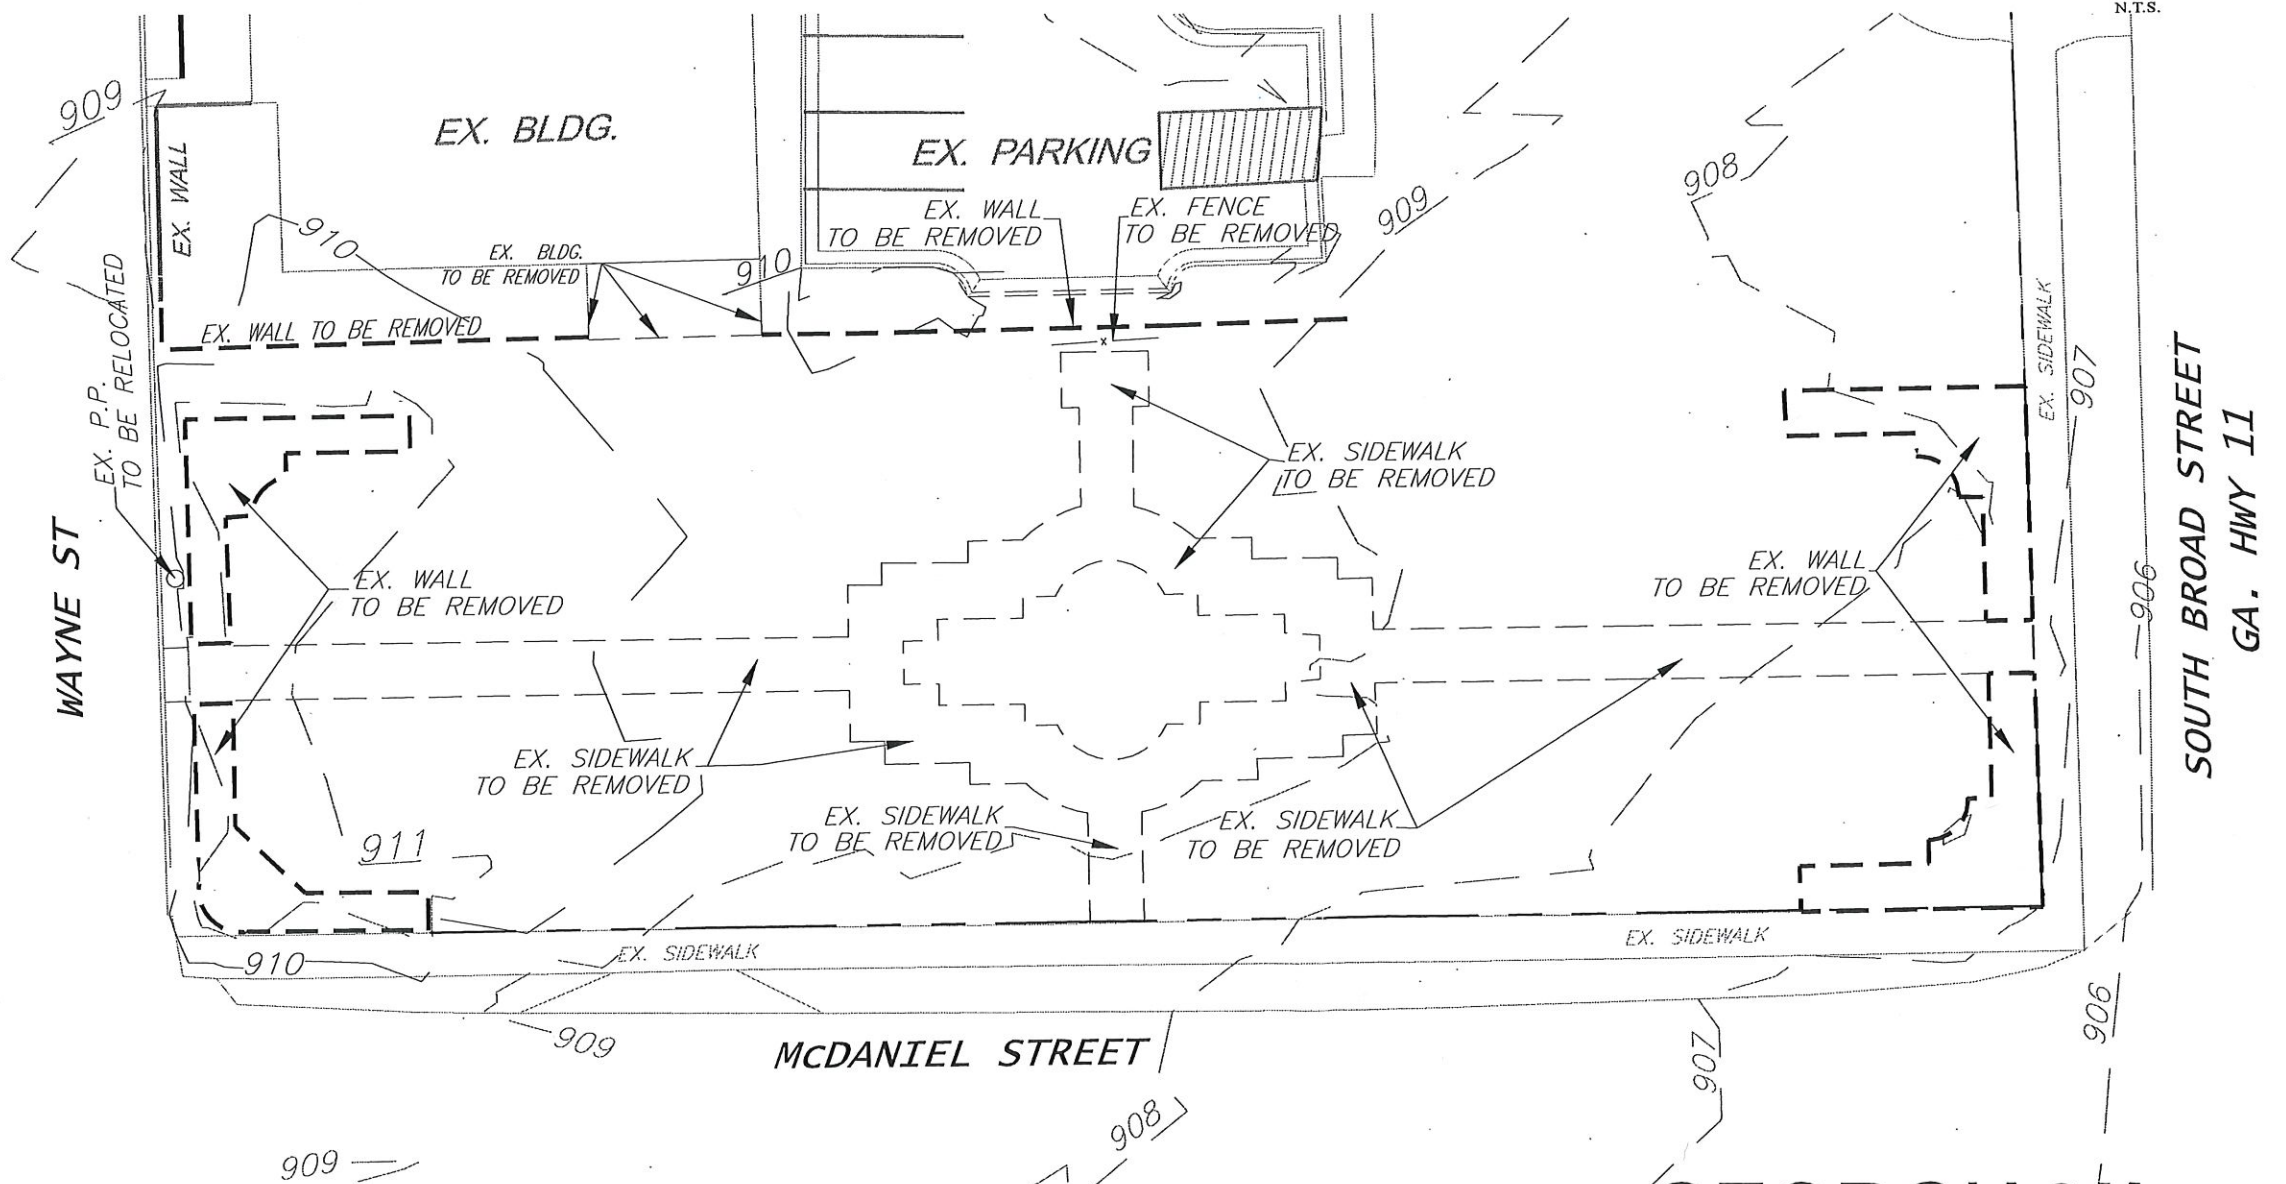 N.T.S.
909
EX. WALL
EX. BLDG.
EX. PARKING
908
909
EX. WALL
TO BE REMOVED
EX. FENCE
TO BE REMOVED
910
EX. BLDG.
TO BE REMOVED
910
EX. WALL TO BE REMOVED
EX. P.P.
TO BE RELOCATED
EX. SIDEWALK
907
SOUTH BROAD STREET
GA. HWY 11
EX. SIDEWALK
TO BE REMOVED
WAYNE ST
EX. WALL
TO BE REMOVED
EX. WALL
TO BE REMOVED
906
EX. SIDEWALK
TO BE REMOVED
EX. SIDEWALK
TO BE REMOVED
EX. SIDEWALK
TO BE REMOVED
911
910
EX. SIDEWALK
EX. SIDEWALK
909
McDANIEL STREET
907
906
908
909